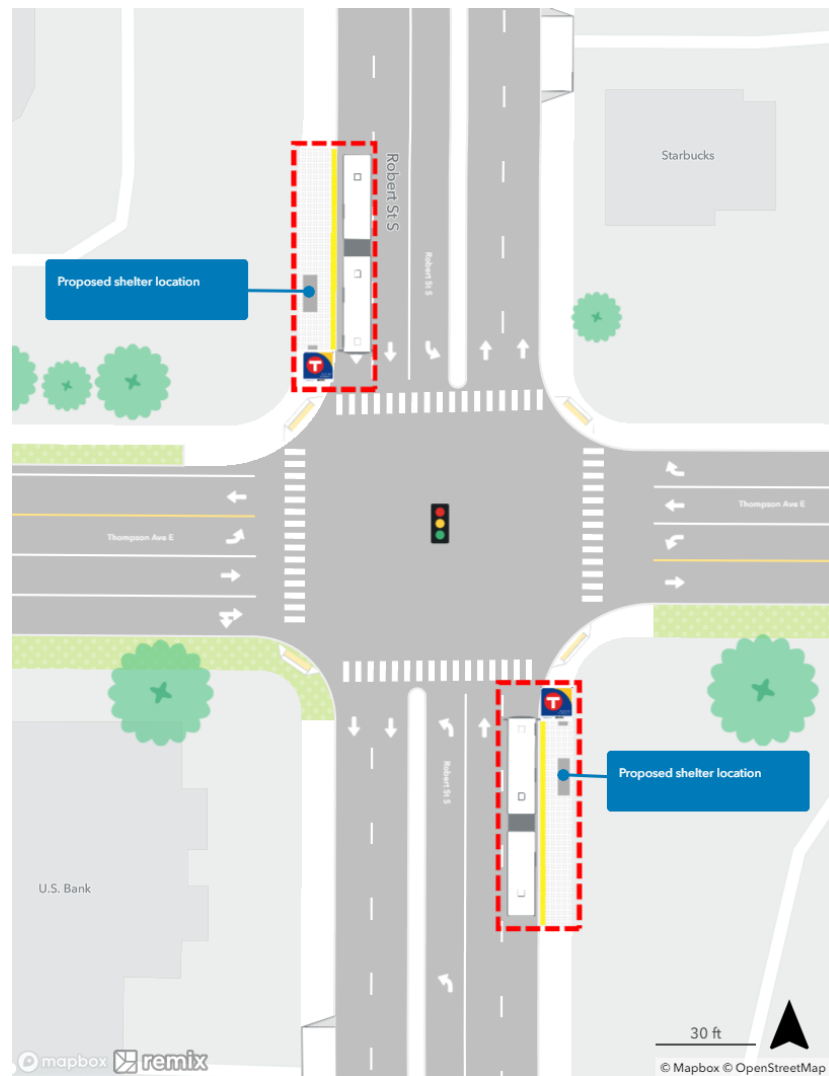 Starbucks
Robert St S
Robert St S
Proposed shelter location
T
Thompson Ave E
Thompson Ave E
T
Robert St S
Proposed shelter location
U.S. Bank
30 ft
mapbox remix
© Mapbox © OpenStreetMap